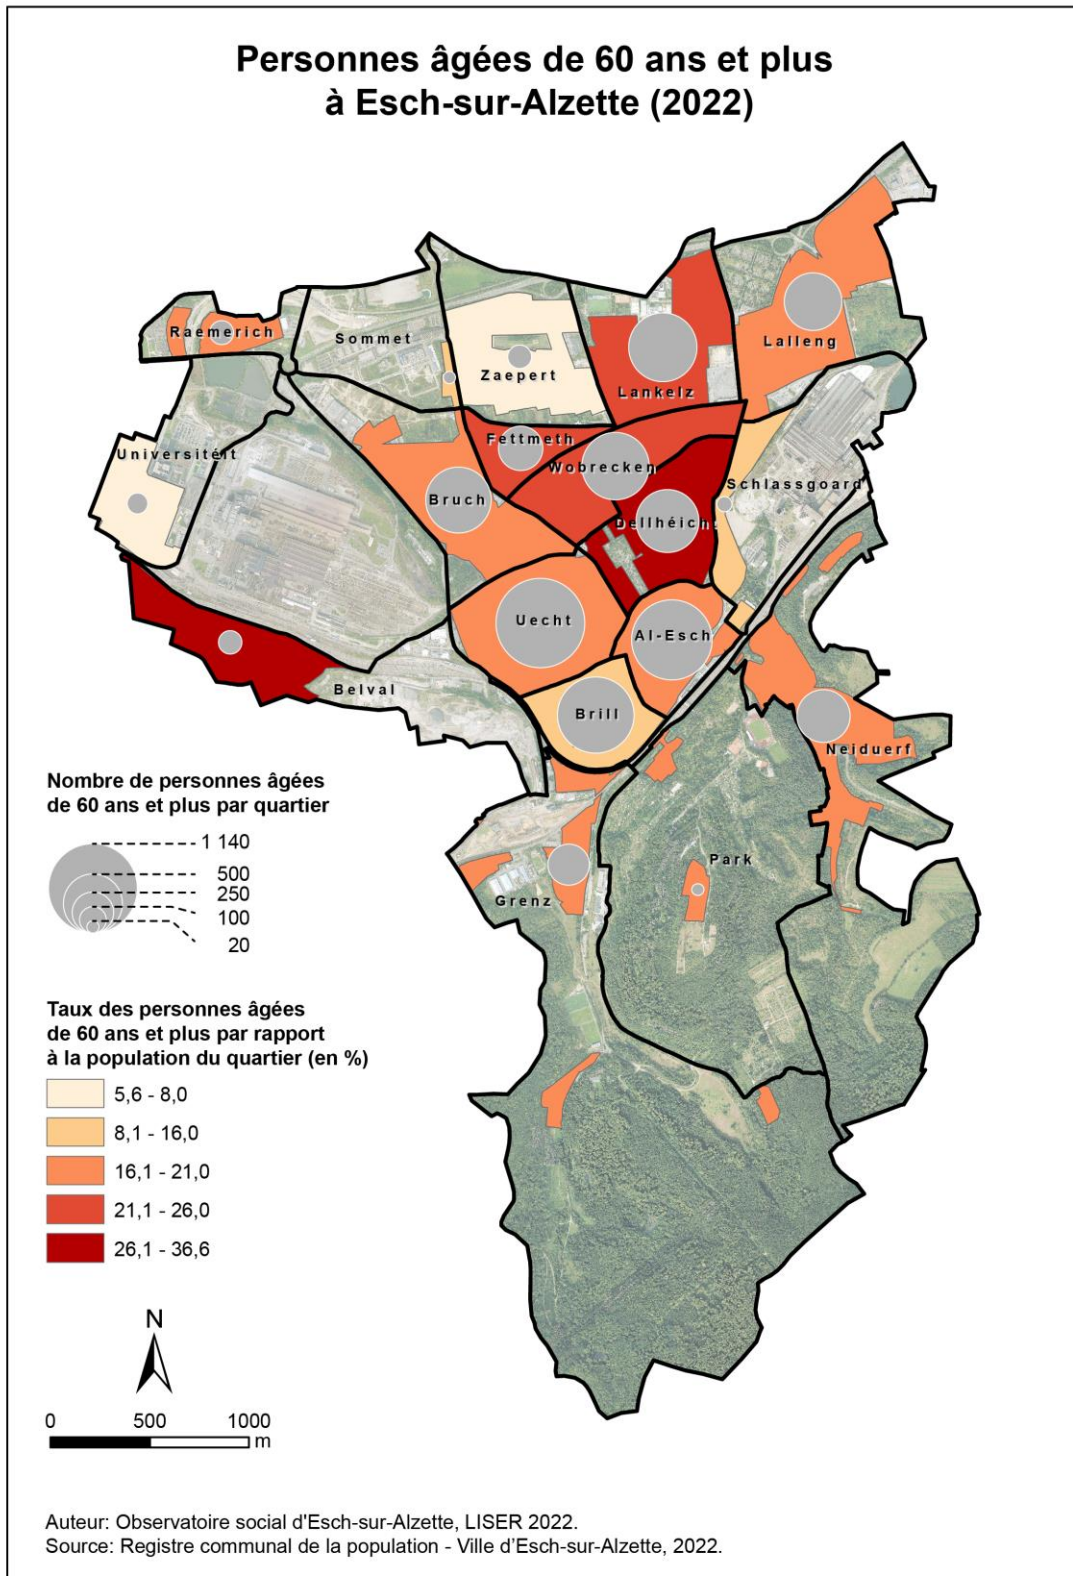 Personnes âgées de 60 ans et plus
à Esch-sur-Alzette (2022)
Raemerich
Sommet
Zaepert
Lankelz
Lalleng
Universitéit
Fettmeth
Wobrecken
Schlassgoard
Bruch
Dellhéicht
Uecht
Al-Esch
Belval
Brill
Neiduerf
Park
Grenz
Nombre de personnes âgées
de 60 ans et plus par quartier
1 140
500
250
100
20
Taux des personnes âgées
de 60 ans et plus par rapport
à la population du quartier (en %)
5,6 - 8,0
8,1 - 16,0
16,1 - 21,0
21,1 - 26,0
26,1 - 36,6
N
0 500 1000
m
Auteur: Observatoire social d'Esch-sur-Alzette, LISER 2022.
Source: Registre communal de la population - Ville d'Esch-sur-Alzette, 2022.